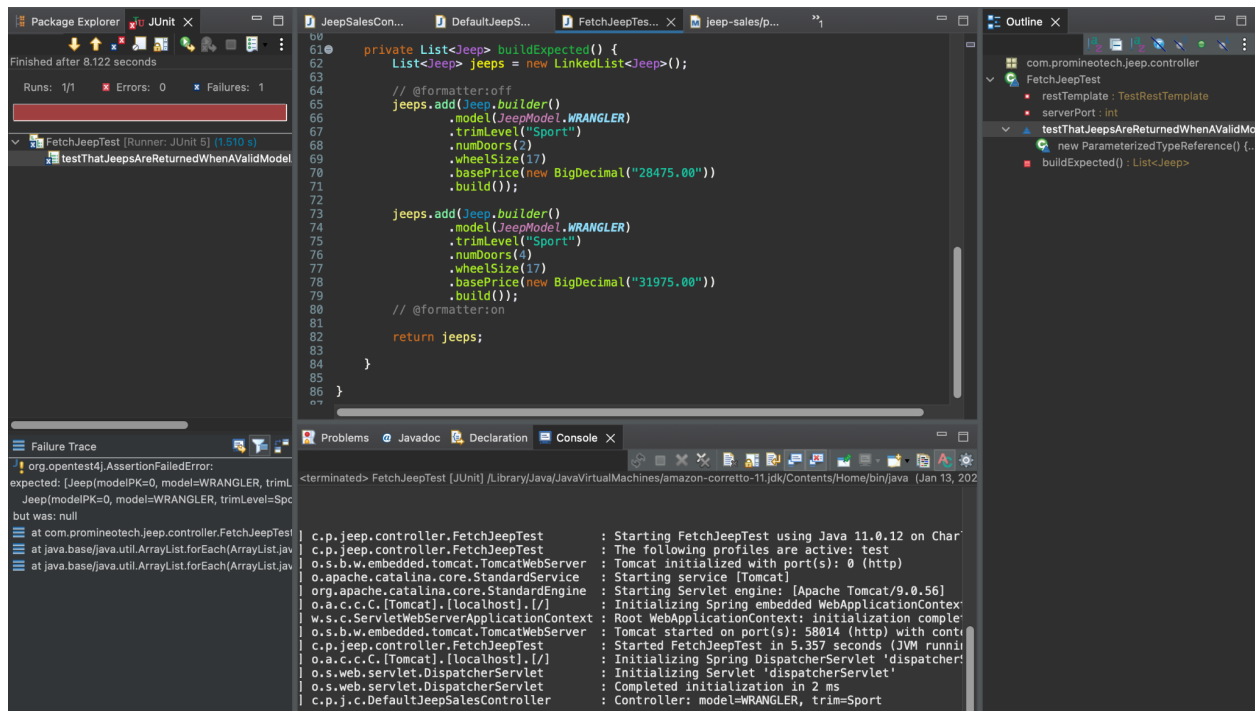 Package Explorer
JUnit
Finished after 8.122 seconds
Runs: 1/1
Errors: 0
Failures: 1
FetchJeepTest [Runner: JUnit 5] (1.510 s)
testThatJeepsAreReturnedWhenAValidModel
Failure Trace
org.opentest4j.AssertionFailedError:
expected: [Jeep(modelPK=0, model=WRANGLER, trimL
Jeep(modelPK=0, model=WRANGLER, trimLevel=Spo
but was: null
at com.promineotech.jeep.controller.FetchJeepTest
at java.base/java.util.ArrayList.forEach(ArrayList.jav
at java.base/java.util.ArrayList.forEach(ArrayList.jav
JeepSalesCon...
DefaultJeepS...
FetchJeepTes...
jeep-sales/p...
»1
60
61 private List<Jeep> buildExpected() {
62 List<Jeep> jeeps = new LinkedList<Jeep>();
63
64 // @formatter:off
65 jeeps.add(Jeep.builder()
66 .model(JeepModel.WRANGLER)
67 .trimLevel("Sport")
68 .numDoors(2)
69 .wheelSize(17)
70 .basePrice(new BigDecimal("28475.00"))
71 .build());
72
73 jeeps.add(Jeep.builder()
74 .model(JeepModel.WRANGLER)
75 .trimLevel("Sport")
76 .numDoors(4)
77 .wheelSize(17)
78 .basePrice(new BigDecimal("31975.00"))
79 .build());
80 // @formatter:on
81
82 return jeeps;
83
84 }
85
86 }
87
Problems
Javadoc
Declaration
Console
<terminated> FetchJeepTest [JUnit] /Library/Java/JavaVirtualMachines/amazon-corretto-11.jdk/Contents/Home/bin/java (Jan 13, 202
] c.p.jeep.controller.FetchJeepTest : Starting FetchJeepTest using Java 11.0.12 on Char
] c.p.jeep.controller.FetchJeepTest : The following profiles are active: test
] o.s.b.w.embedded.tomcat.TomcatWebServer : Tomcat initialized with port(s): 0 (http)
] o.apache.catalina.core.StandardService : Starting service [Tomcat]
] org.apache.catalina.core.StandardEngine : Starting Servlet engine: [Apache Tomcat/9.0.56]
] o.a.c.c.C.[Tomcat].[localhost].[/] : Initializing Spring embedded WebApplicationContext
] w.s.c.ServletWebServerApplicationContext : Root WebApplicationContext: initialization complet
] o.s.b.w.embedded.tomcat.TomcatWebServer : Tomcat started on port(s): 58014 (http) with conte
] c.p.jeep.controller.FetchJeepTest : Started FetchJeepTest in 5.357 seconds (JVM runnin
] o.a.c.c.C.[Tomcat].[localhost].[/] : Initializing Spring DispatcherServlet 'dispatcherS
] o.s.web.servlet.DispatcherServlet : Initializing Servlet 'dispatcherServlet'
] o.s.web.servlet.DispatcherServlet : Completed initialization in 2 ms
] c.p.j.c.DefaultJeepSalesController : Controller: model=WRANGLER, trim=Sport
Outline
com.promineotech.jeep.controller
FetchJeepTest
restTemplate : TestRestTemplate
serverPort : int
testThatJeepsAreReturnedWhenAValidMo
new ParameterizedTypeReference() {...
buildExpected() : List<Jeep>